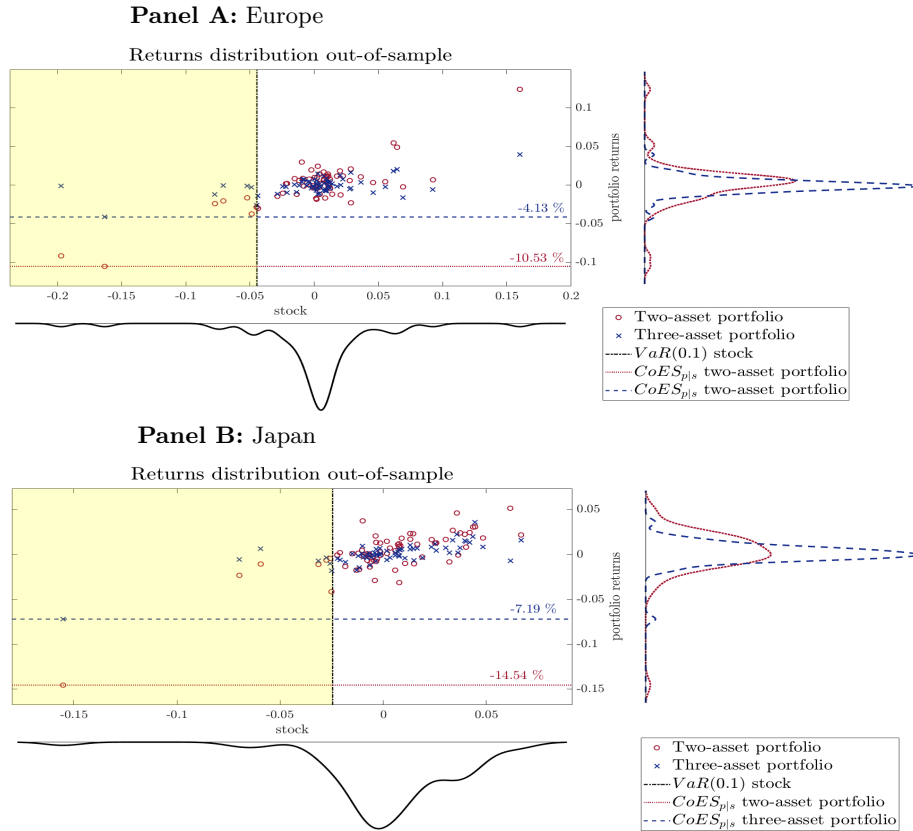 Panel A: Europe
Returns distribution out-of-sample
0.1
0.05
0
-0.05
-0.1
portfolio returns
-4.13 %
-10.53 %
-0.2 -0.15 -0.1 -0.05 0 0.05 0.1 0.15 0.2
stock
Two-asset portfolio
Three-asset portfolio
VaR(0.1) stock
CoES_{p|s} two-asset portfolio
CoES_{p|s} two-asset portfolio
Panel B: Japan
Returns distribution out-of-sample
0.05
0
-0.05
-0.1
-0.15
portfolio returns
-7.19 %
-14.54 %
-0.15 -0.1 -0.05 0 0.05
stock
Two-asset portfolio
Three-asset portfolio
VaR(0.1) stock
CoES_{p|s} two-asset portfolio
CoES_{p|s} three-asset portfolio